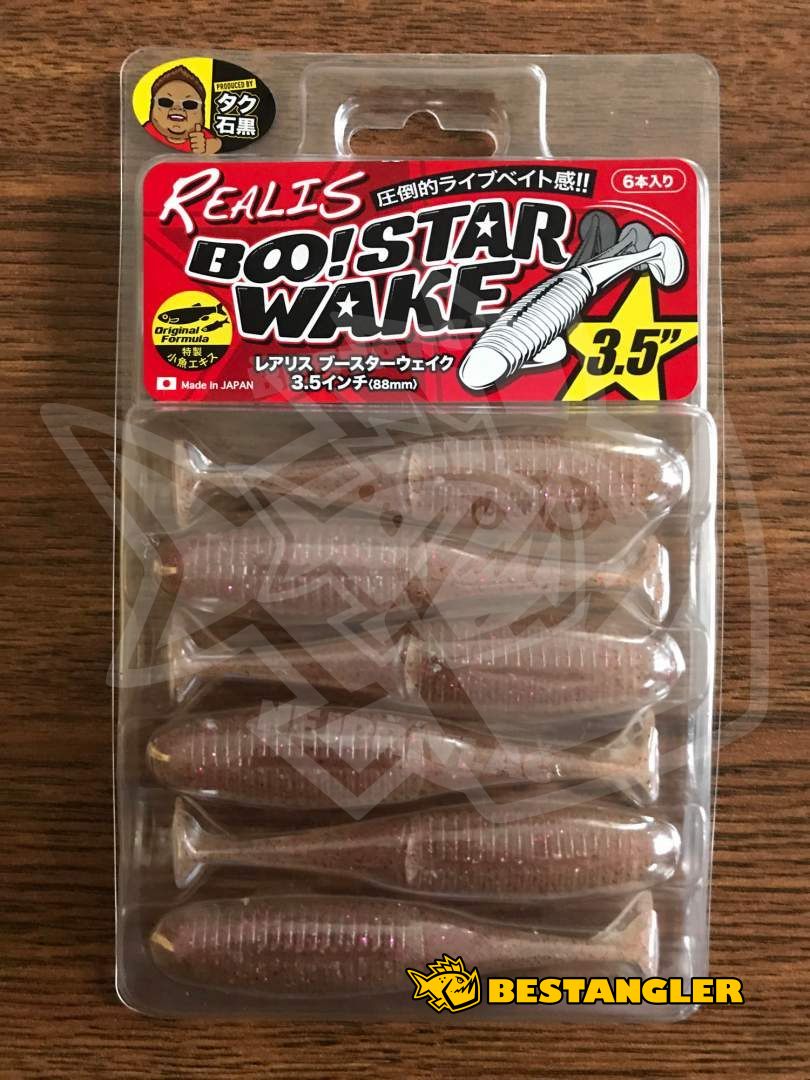 PRODUCED BY
タク
石黒
REALIS
圧倒的ライブベイト感!!
6本入り
BOO!STAR
WAKE
Original
Formula
特製
小魚エキス
3.5”
レアリス ブースターウェイク
3.5インチ(88mm)
Made In JAPAN
BESTANGLER